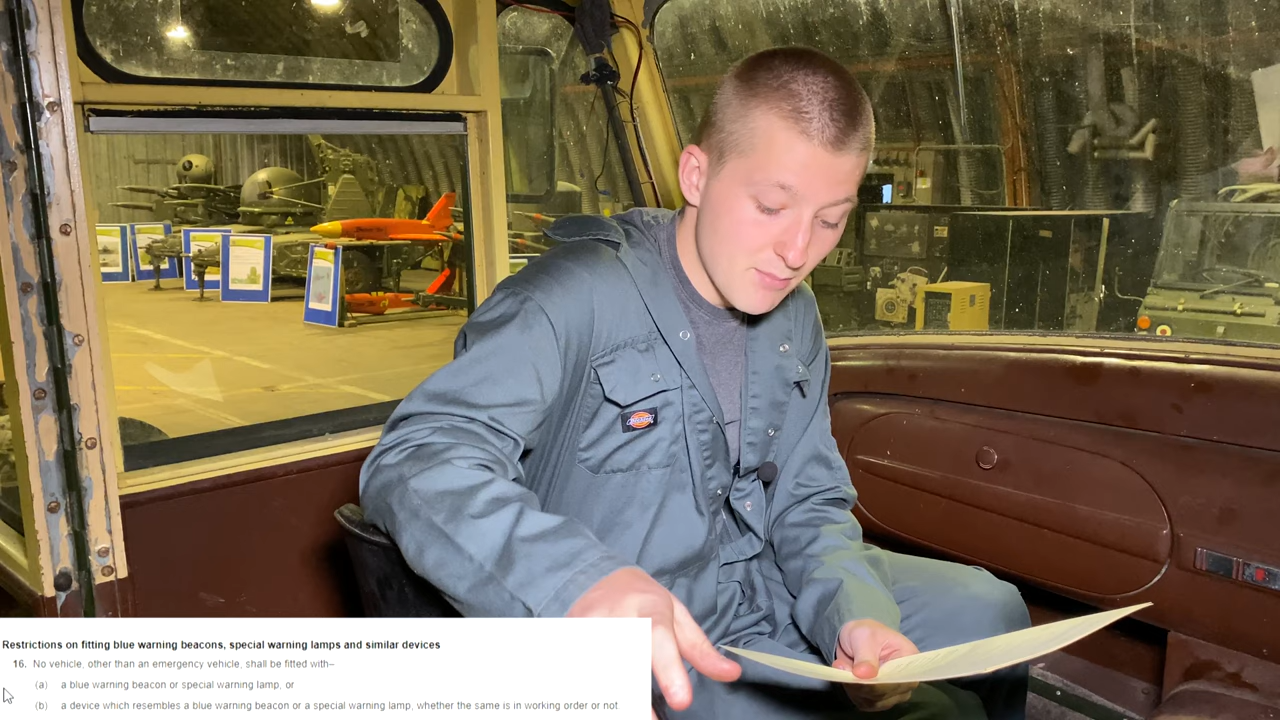 Dickies
Restrictions on fitting blue warning beacons, special warning lamps and similar devices
16. No vehicle, other than an emergency vehicle, shall be fitted with–
(a) a blue warning beacon or special warning lamp, or
(b) a device which resembles a blue warning beacon or a special warning lamp, whether the same is in working order or not